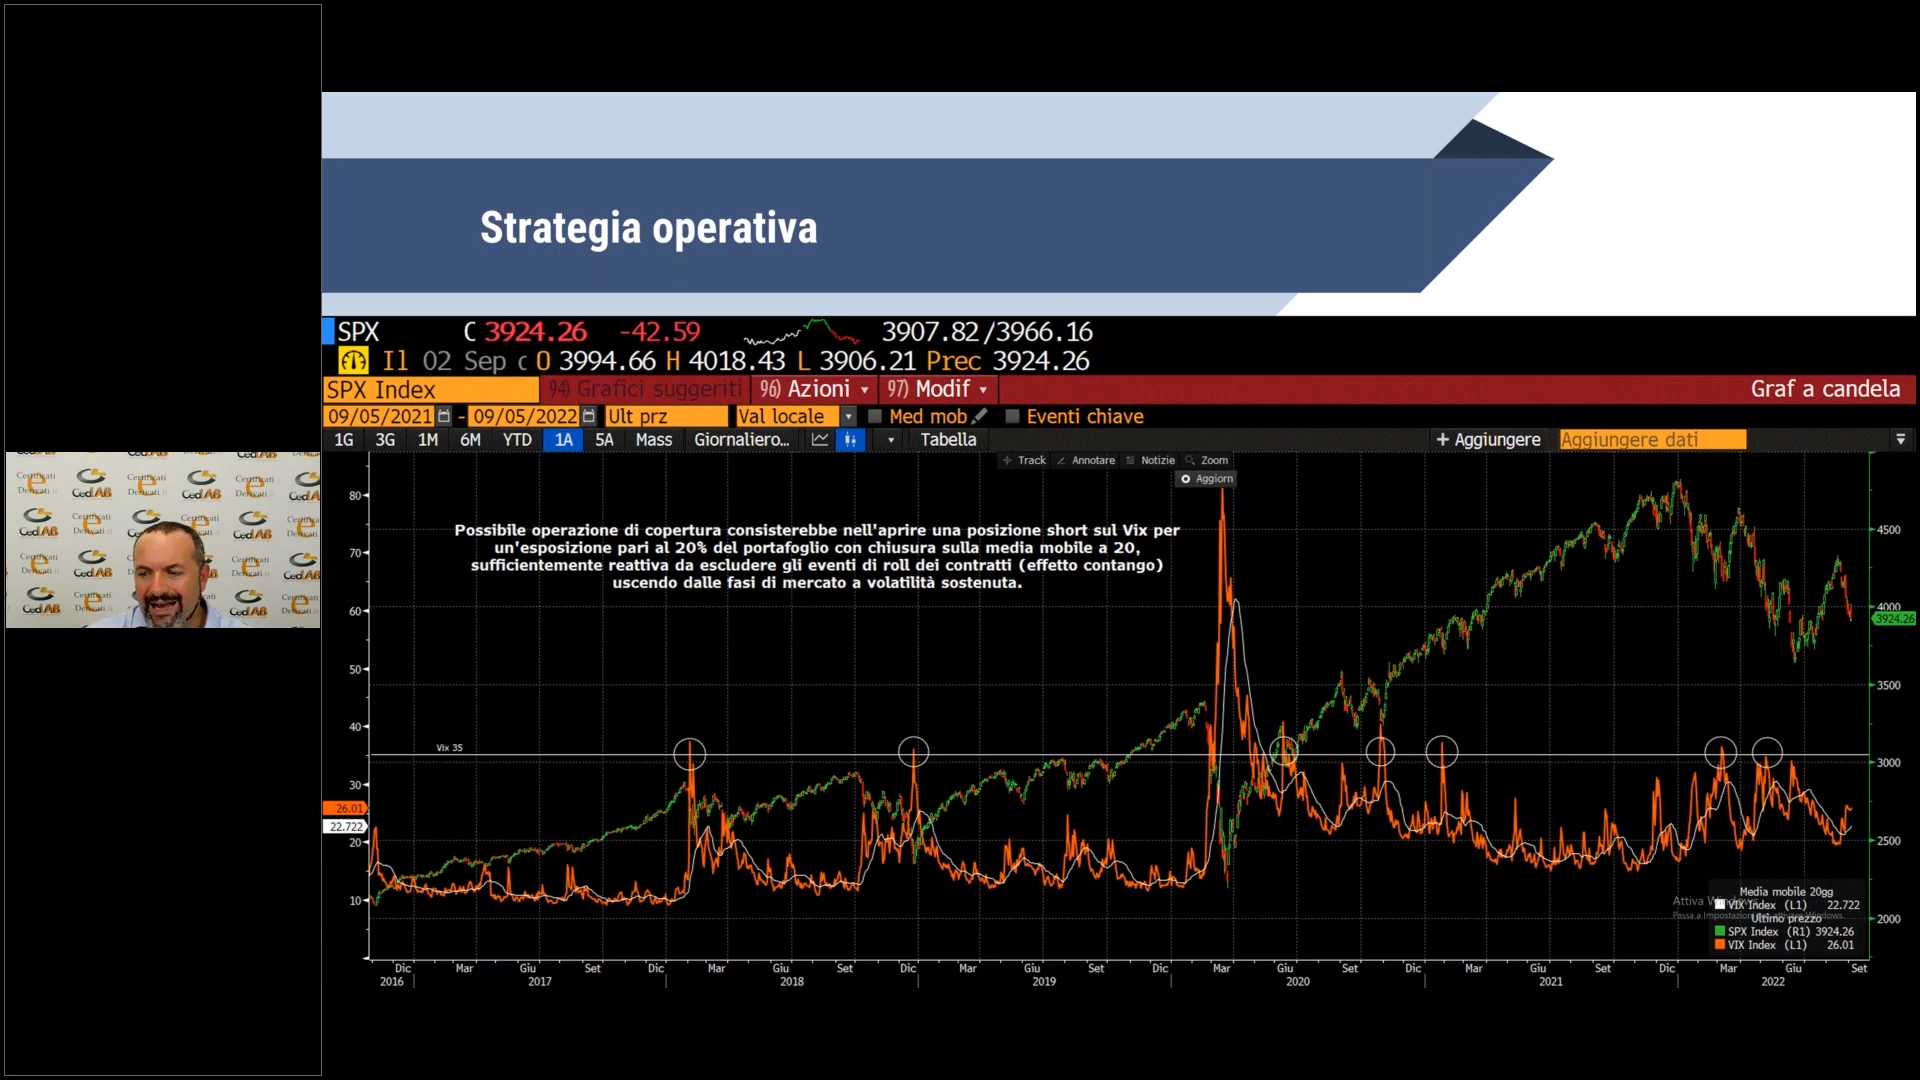 Strategia operativa
SPX C 3924.26 -42.59 3907.82/3966.16
Il 02 Sep c O 3994.66 H 4018.43 L 3906.21 Prec 3924.26
SPX Index 94) Grafici suggeriti 96) Azioni 97) Modif Graf a candela
09/05/2021 - 09/05/2022 Ult prz Val locale Med mob Eventi chiave
1G 3G 1M 6M YTD 1A 5A Mass Giornaliero... Tabella + Aggiungere Aggiungere dati
Track Annotare Notizie Zoom
Aggiorn
Possibile operazione di copertura consisterebbe nell'aprire una posizione short sul Vix per
un'esposizione pari al 20% del portafoglio con chiusura sulla media mobile a 20,
sufficientemente reattiva da escludere gli eventi di roll dei contratti (effetto contango)
uscendo dalle fasi di mercato a volatilità sostenuta.
Vix 35
80
70
60
50
40
30
26.01
22.722
20
10
4500
4000
3924.26
3500
3000
2500
2000
Media mobile 20gg
VIX Index (L1) 22.722
Ultimo prezzo
SPX Index (R1) 3924.26
VIX Index (L1) 26.01
Dic Mar Giu Set Dic Mar Giu Set Dic Mar Giu Set Dic Mar Giu Set Dic Mar Giu Set Dic Mar Giu Set
2016 2017 2018 2019 2020 2021 2022
Certificati
Derivati.it
CedLAB